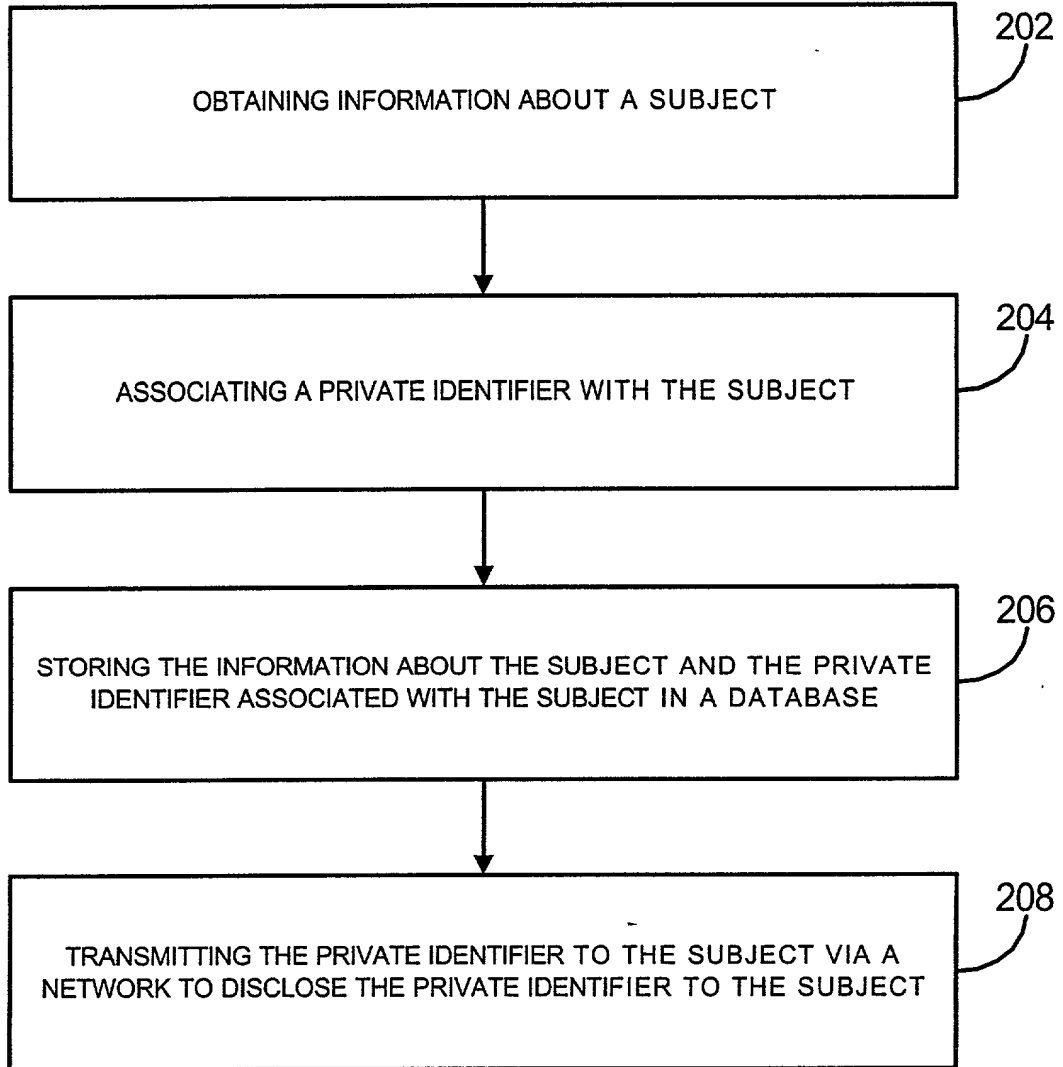 202
OBTAINING INFORMATION ABOUT A SUBJECT
204
ASSOCIATING A PRIVATE IDENTIFIER WITH THE SUBJECT
206
STORING THE INFORMATION ABOUT THE SUBJECT AND THE PRIVATE
IDENTIFIER ASSOCIATED WITH THE SUBJECT IN A DATABASE
208
TRANSMITTING THE PRIVATE IDENTIFIER TO THE SUBJECT VIA A
NETWORK TO DISCLOSE THE PRIVATE IDENTIFIER TO THE SUBJECT